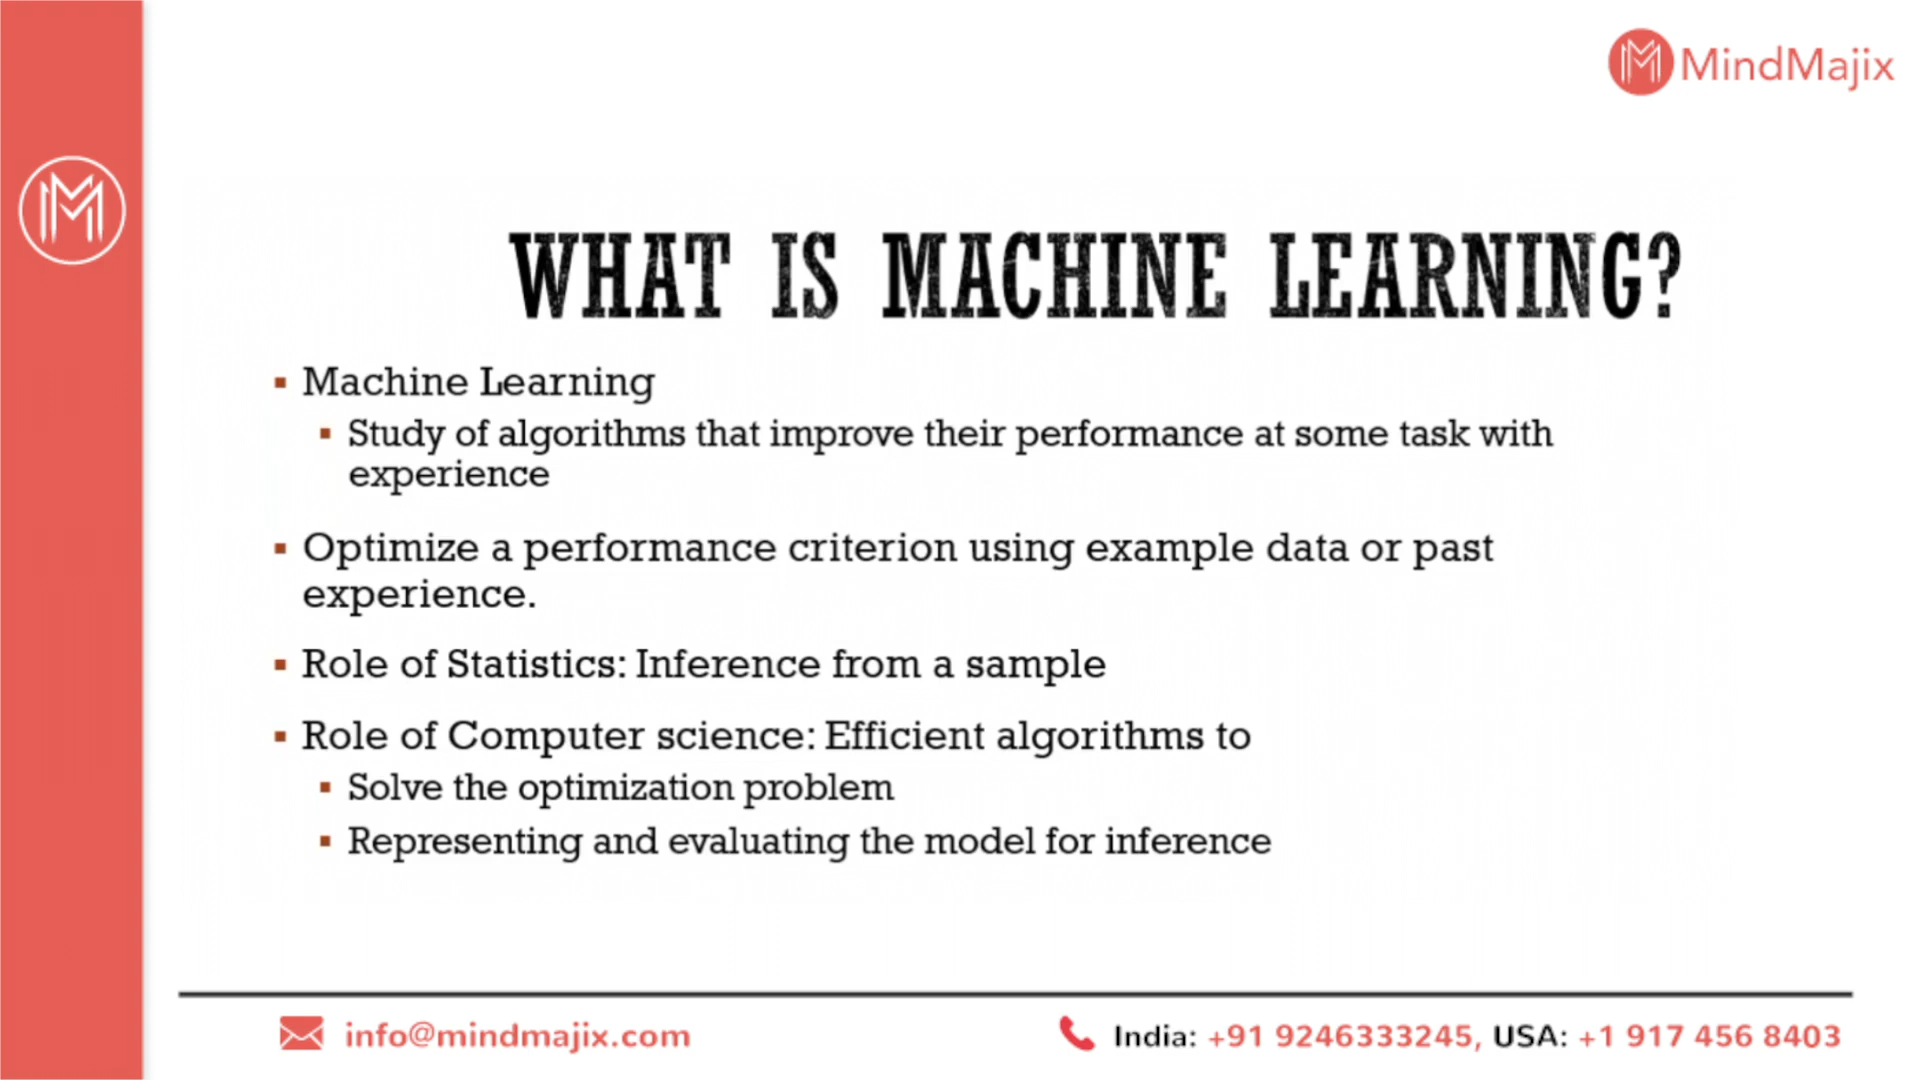 MindMajix
WHAT IS MACHINE LEARNING?
▪ Machine Learning
▪ Study of algorithms that improve their performance at some task with
experience
▪ Optimize a performance criterion using example data or past
experience.
▪ Role of Statistics: Inference from a sample
▪ Role of Computer science: Efficient algorithms to
▪ Solve the optimization problem
▪ Representing and evaluating the model for inference
info@mindmajix.com
India: +91 9246333245, USA: +1 917 456 8403